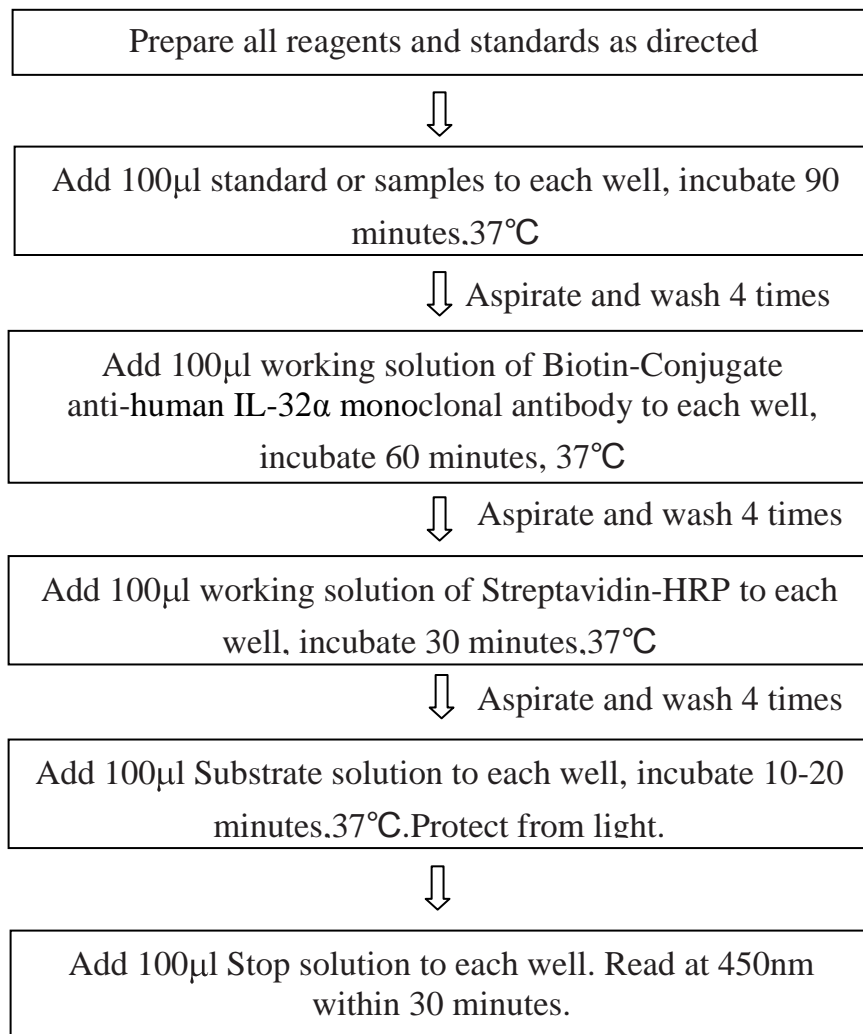 Prepare all reagents and standards as directed
Add 100μl standard or samples to each well, incubate 90
minutes,37℃
Aspirate and wash 4 times
Add 100μl working solution of Biotin-Conjugate
anti-human IL-32α monoclonal antibody to each well,
incubate 60 minutes, 37℃
Aspirate and wash 4 times
Add 100μl working solution of Streptavidin-HRP to each
well, incubate 30 minutes,37℃
Aspirate and wash 4 times
Add 100μl Substrate solution to each well, incubate 10-20
minutes,37℃.Protect from light.
Add 100μl Stop solution to each well. Read at 450nm
within 30 minutes.